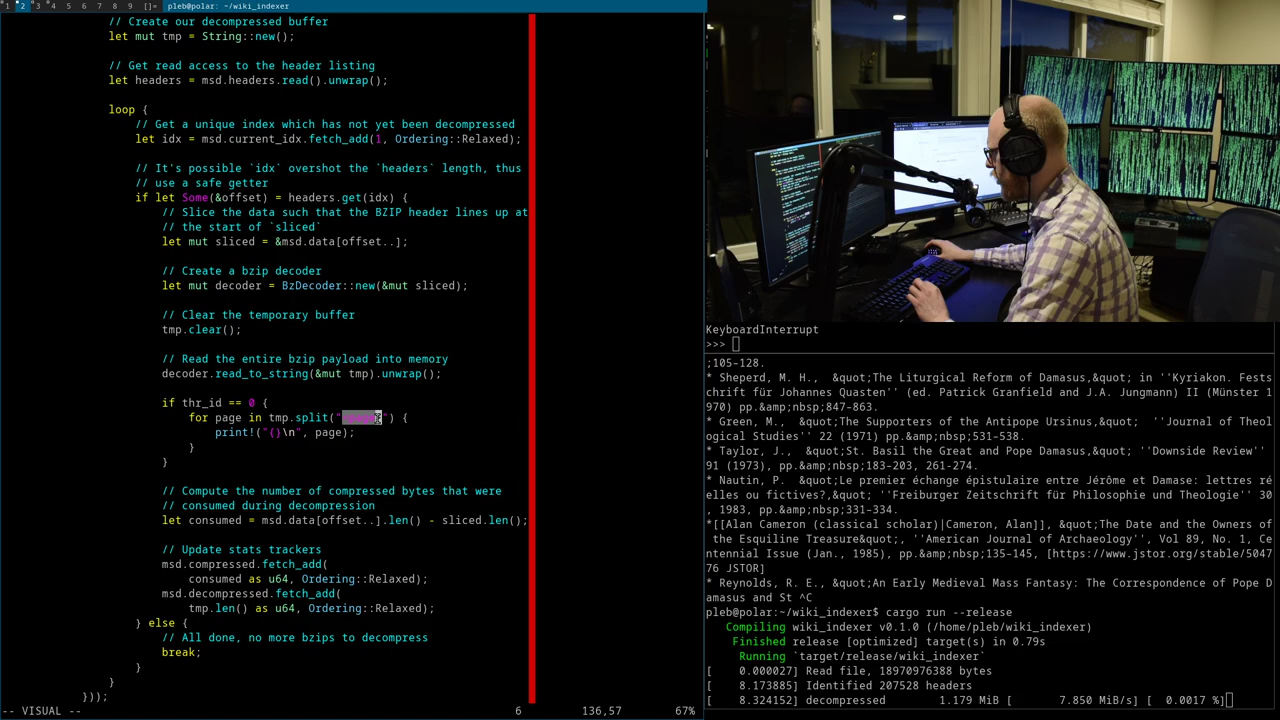 1 2 3 4 5 6 7 8 9 []= pleb@polar: ~/wiki_indexer
// Create our decompressed buffer
let mut tmp = String::new();
// Get read access to the header listing
let headers = msd.headers.read().unwrap();
loop {
// Get a unique index which has not yet been decompressed
let idx = msd.current_idx.fetch_add(1, Ordering::Relaxed);
// It's possible `idx` overshot the `headers` length, thus
// use a safe getter
if let Some(&offset) = headers.get(idx) {
// Slice the data such that the BZIP header lines up at
// the start of `sliced`
let mut sliced = &msd.data[offset..];
// Create a bzip decoder
let mut decoder = BzDecoder::new(&mut sliced);
// Clear the temporary buffer
tmp.clear();
// Read the entire bzip payload into memory
decoder.read_to_string(&mut tmp).unwrap();
if thr_id == 0 {
for page in tmp.split(" ") {
print!("{}\n", page);
}
}
// Compute the number of compressed bytes that were
// consumed during decompression
let consumed = msd.data[offset..].len() - sliced.len();
// Update stats trackers
msd.compressed.fetch_add(
consumed as u64, Ordering::Relaxed);
msd.decompressed.fetch_add(
tmp.len() as u64, Ordering::Relaxed);
} else {
// All done, no more bzips to decompress
break;
}
}
}));
-- VISUAL -- 6 136,57 67%
KeyboardInterrupt
>>>
;105-128.
* Sheperd, M. H., &quot;The Liturgical Reform of Damasus,&quot; in ''Kyriakon. Fests
chrift für Johannes Quasten'' (ed. Patrick Granfield and J.A. Jungmann) II (Münster 1
970) pp.&amp;nbsp;847-863.
* Green, M., &quot;The Supporters of the Antipope Ursinus,&quot; ''Journal of Theol
ogical Studies'' 22 (1971) pp.&amp;nbsp;531-538.
* Taylor, J., &quot;St. Basil the Great and Pope Damasus,&quot; ''Downside Review''
91 (1973), pp.&amp;nbsp;183-203, 261-274.
* Nautin, P. &quot;Le premier échange épistulaire entre Jérôme et Damase: lettres ré
elles ou fictives?,&quot; ''Freiburger Zeitschrift für Philosophie und Theologie'' 30
, 1983, pp.&amp;nbsp;331-334.
*[[Alan Cameron (classical scholar)|Cameron, Alan]], &quot;The Date and the Owners of
the Esquiline Treasure&quot;, ''American Journal of Archaeology'', Vol 89, No. 1, Ce
ntennial Issue (Jan., 1985), pp.&amp;nbsp;135-145, [https://www.jstor.org/stable/5047
76 JSTOR]
* Reynolds, R. E., &quot;An Early Medieval Mass Fantasy: The Correspondence of Pope D
amasus and St ^C
pleb@polar:~/wiki_indexer$ cargo run --release
Compiling wiki_indexer v0.1.0 (/home/pleb/wiki_indexer)
Finished release [optimized] target(s) in 0.79s
Running `target/release/wiki_indexer`
[ 0.000027] Read file, 18970976388 bytes
[ 8.173885] Identified 207528 headers
[ 8.324152] decompressed 1.179 MiB [ 7.850 MiB/s] [ 0.0017 %]